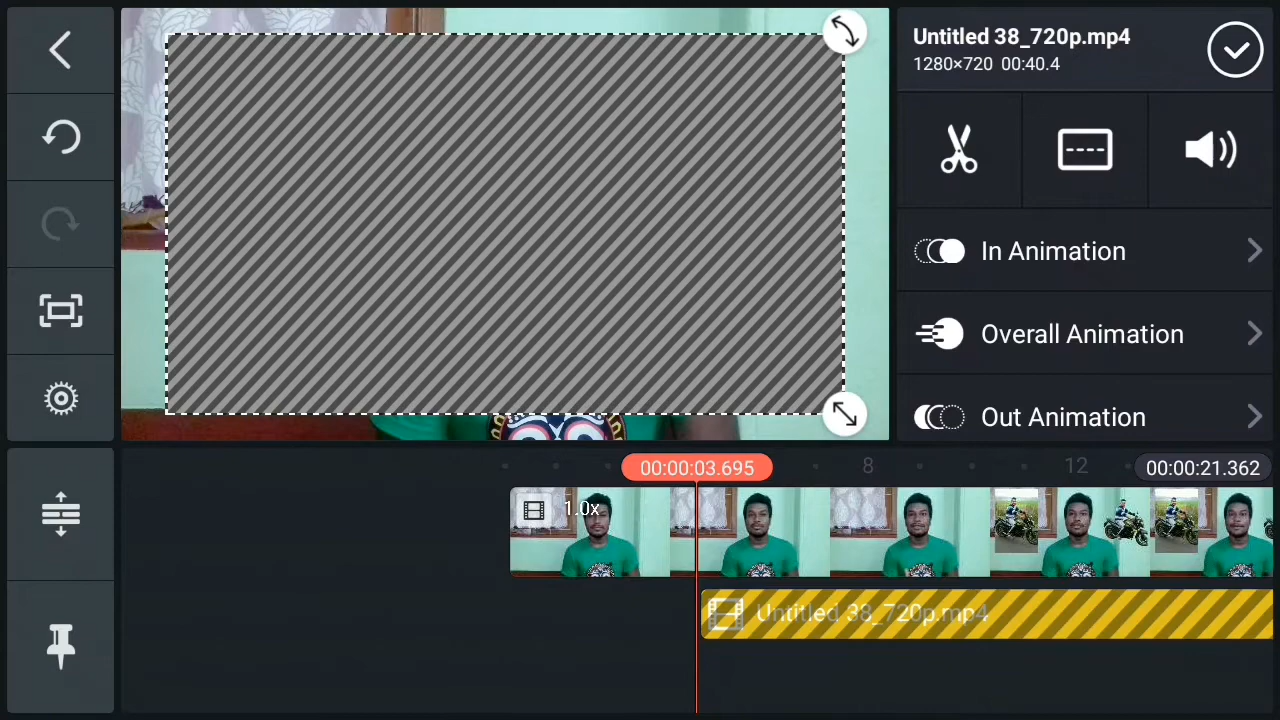 Untitled 38_720p.mp4
1280×720 00:40.4
In Animation
Overall Animation
Out Animation
00:00:03.695
8
12
00:00:21.362
1.0x
Untitled 38_720p.mp4